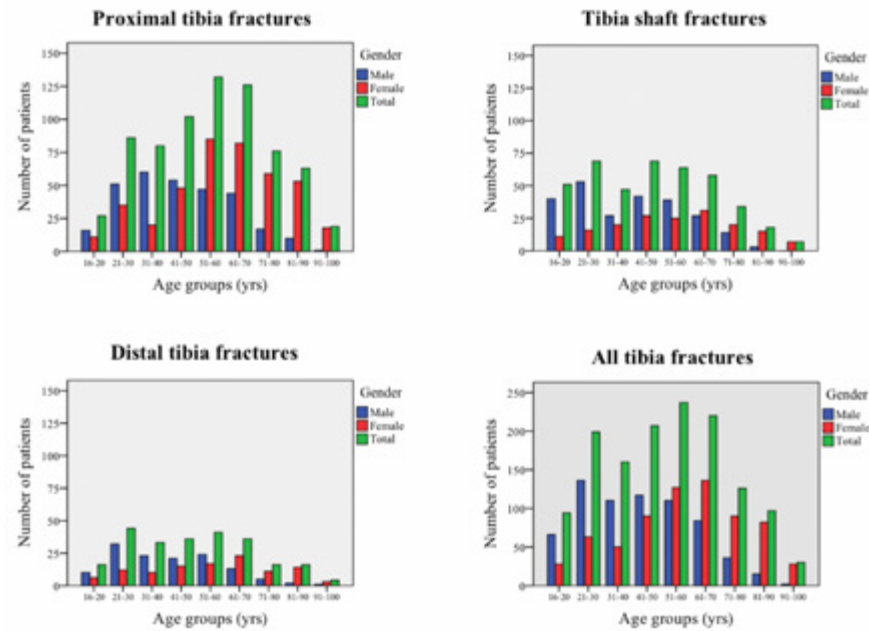 Proximal tibia fractures
Number of patients
150
125
100
75
50
25
0
16-20 21-30 31-40 41-50 51-60 61-70 71-80 81-90 91-100
Age groups (yrs)
Gender
Male
Female
Total
Tibia shaft fractures
Number of patients
150
125
100
75
50
25
0
16-20 21-30 31-40 41-50 51-60 61-70 71-80 81-90 91-100
Age groups (yrs)
Gender
Male
Female
Total
Distal tibia fractures
Number of patients
150
125
100
75
50
25
0
16-20 21-30 31-40 41-50 51-60 61-70 71-80 81-90 91-100
Age groups (yrs)
Gender
Male
Female
Total
All tibia fractures
Number of patients
250
200
150
100
50
0
16-20 21-30 31-40 41-50 51-60 61-70 71-80 81-90 91-100
Age groups (yrs)
Gender
Male
Female
Total